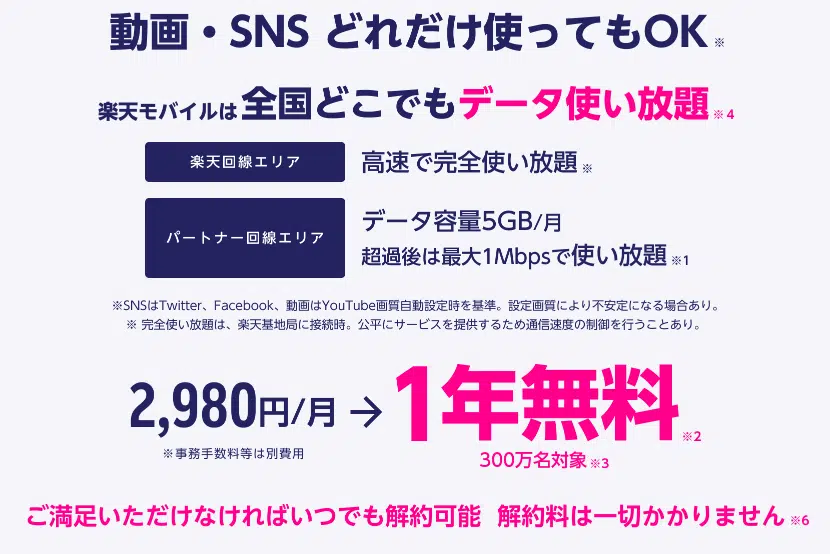 動画・SNS どれだけ使ってもOK※
楽天モバイルは全国どこでもデータ使い放題※4
楽天回線エリア
高速で完全使い放題※
パートナー回線エリア
データ容量5GB/月
超過後は最大1Mbpsで使い放題※1
※SNSはTwitter、Facebook、動画はYouTube画質自動設定時を基準。設定画質により不安定になる場合あり。
※ 完全使い放題は、楽天基地局に接続時。公平にサービスを提供するため通信速度の制御を行うことあり。
2,980円/月→1年無料※2
※事務手数料等は別費用
300万名対象※3
ご満足いただけなければいつでも解約可能 解約料は一切かかりません※6